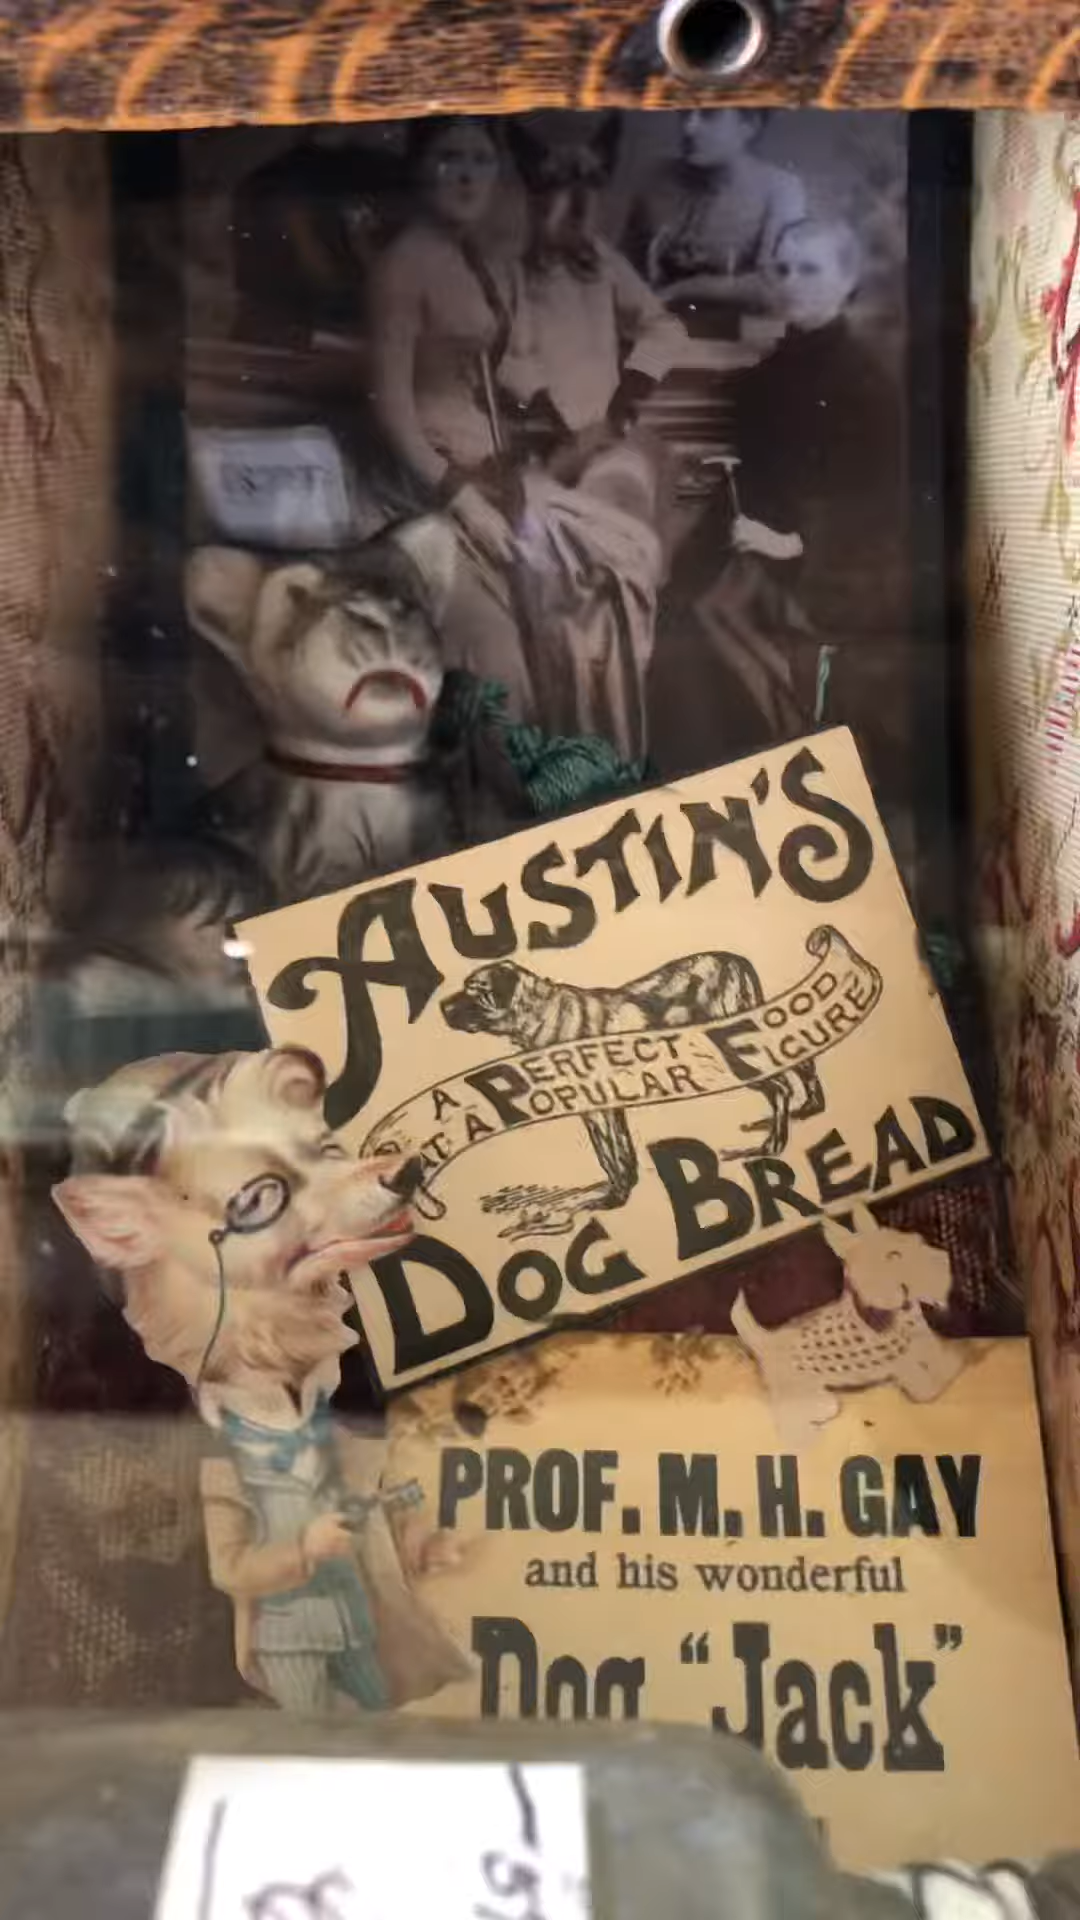 AUSTIN'S
A PERFECT FOOD
AT A POPULAR FIGURE
DOG BREAD
PROF. M. H. GAY
and his wonderful
Dog "Jack"